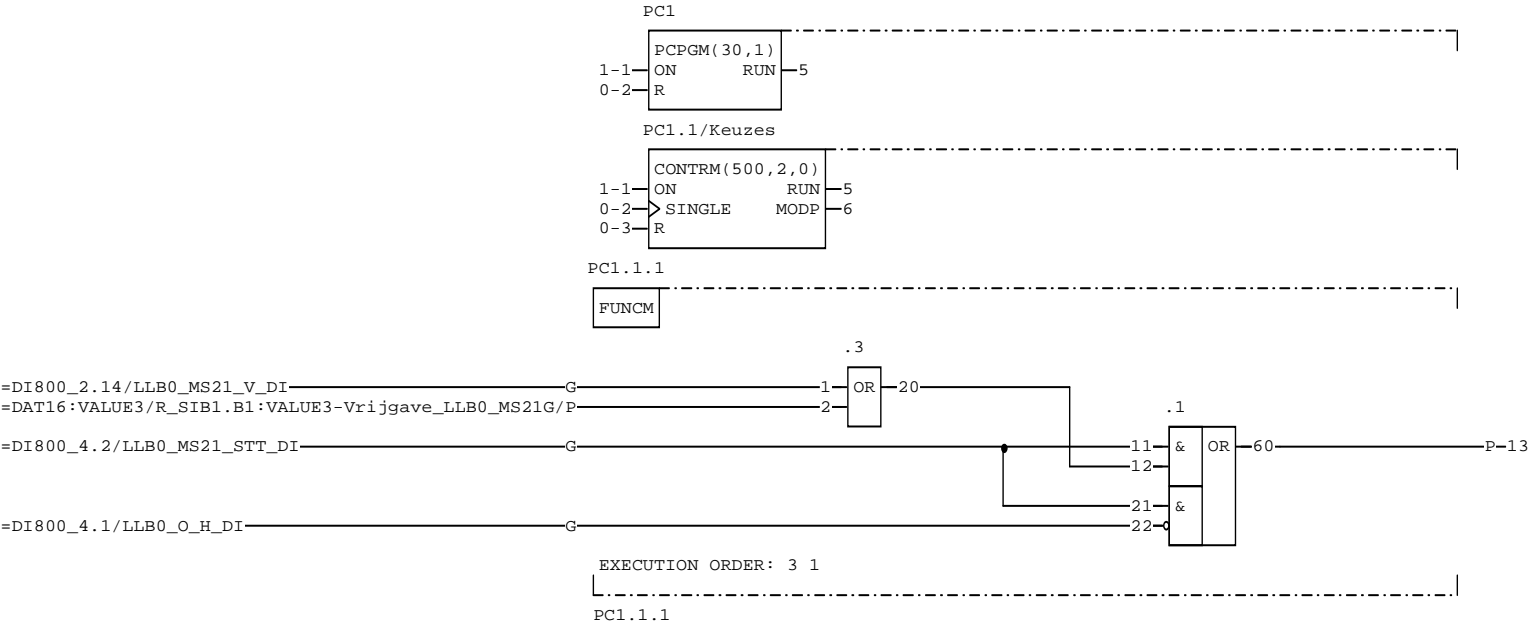 PC1
PCPGM(30,1)
1-1 ON RUN 5
0-2 R
PC1.1/Keuzes
CONTRM(500,2,0)
1-1 ON RUN 5
0-2 SINGLE MODP 6
0-3 R
PC1.1.1
FUNCM
.3
=DI800_2.14/LLB0_MS21_V_DI G 1 OR 20
=DAT16:VALUE3/R_SIB1.B1:VALUE3-Vrijgave_LLB0_MS21G/P 2
.1
=DI800_4.2/LLB0_MS21_STT_DI G 11 & OR 60 P-13
12
21 &
=DI800_4.1/LLB0_O_H_DI G 22
EXECUTION ORDER: 3 1
PC1.1.1